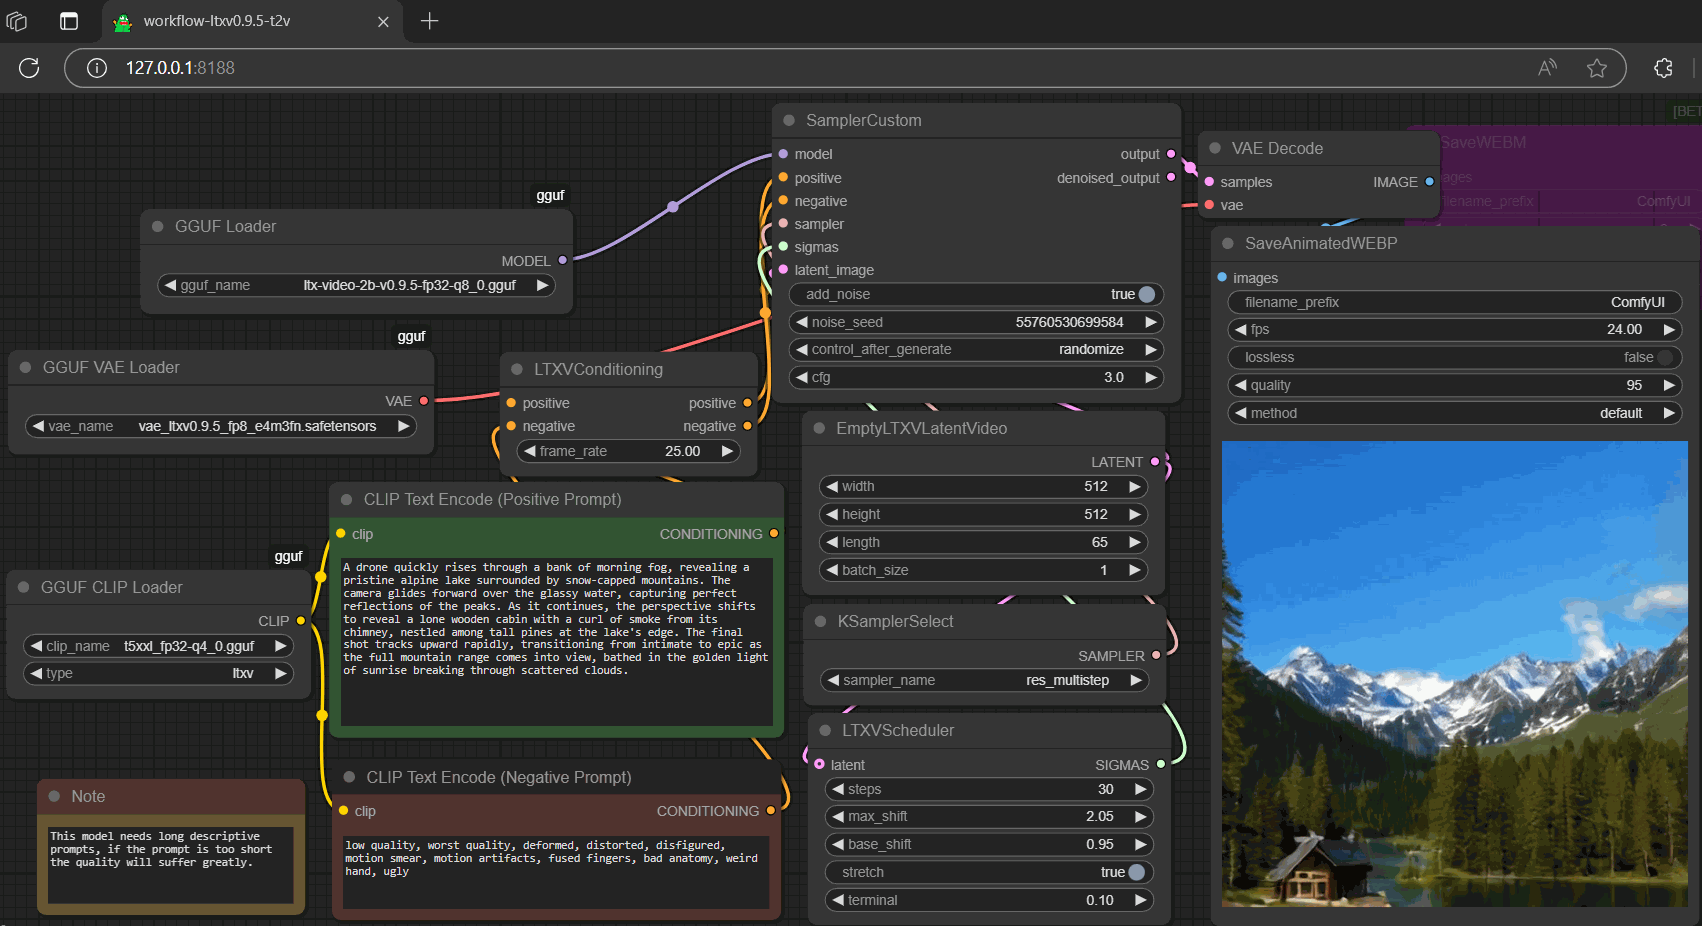 workflow-ltxv0.9.5-t2v
127.0.0.1:8188
[BET
SamplerCustom
model
output
positive
denoised_output
negative
sampler
sigmas
latent_image
add_noise true
noise_seed 55760530699584
control_after_generate randomize
cfg 3.0
VAE Decode
samples IMAGE
vae
SaveWEBM
filename_prefix ComfyUI
gguf
GGUF Loader
MODEL
gguf_name ltx-video-2b-v0.9.5-fp32-q8_0.gguf
gguf
GGUF VAE Loader
VAE
vae_name vae_ltxv0.9.5_fp8_e4m3fn.safetensors
LTXVConditioning
positive positive
negative negative
frame_rate 25.00
SaveAnimatedWEBP
images
filename_prefix ComfyUI
fps 24.00
lossless false
quality 95
method default
EmptyLTXVLatentVideo
LATENT
width 512
height 512
length 65
batch_size 1
CLIP Text Encode (Positive Prompt)
clip CONDITIONING
A drone quickly rises through a bank of morning fog, revealing a
pristine alpine lake surrounded by snow-capped mountains. The
camera glides forward over the glassy water, capturing perfect
reflections of the peaks. As it continues, the perspective shifts
to reveal a lone wooden cabin with a curl of smoke from its
chimney, nestled among tall pines at the lake's edge. The final
shot tracks upward rapidly, transitioning from intimate to epic as
the full mountain range comes into view, bathed in the golden light
of sunrise breaking through scattered clouds.
gguf
GGUF CLIP Loader
CLIP
clip_name t5xxl_fp32-q4_0.gguf
type ltxv
KSamplerSelect
SAMPLER
sampler_name res_multistep
LTXVScheduler
latent SIGMAS
steps 30
max_shift 2.05
base_shift 0.95
stretch true
terminal 0.10
CLIP Text Encode (Negative Prompt)
clip CONDITIONING
low quality, worst quality, deformed, distorted, disfigured,
motion smear, motion artifacts, fused fingers, bad anatomy, weird
hand, ugly
Note
This model needs long descriptive
prompts, if the prompt is too short
the quality will suffer greatly.